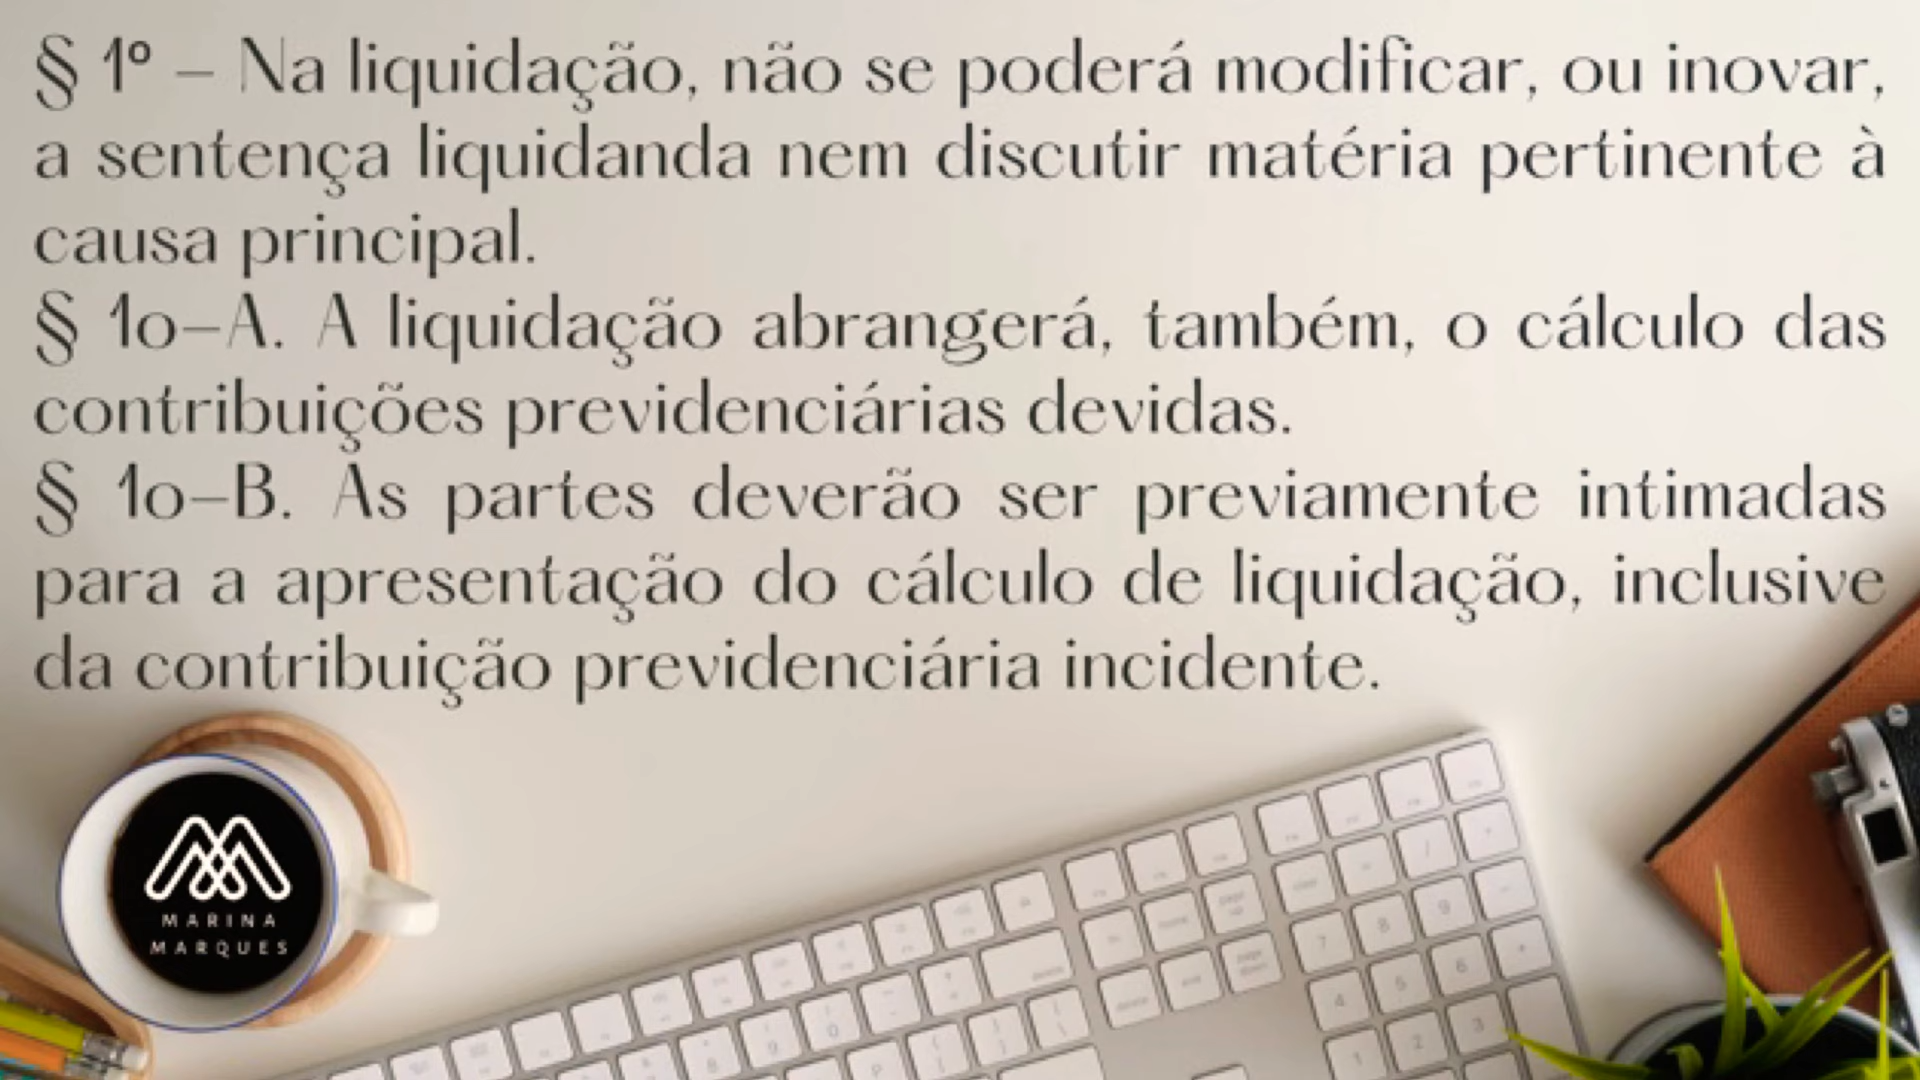 § 1º – Na liquidação, não se poderá modificar, ou inovar,
a sentença liquidanda nem discutir matéria pertinente à
causa principal.
§ 1o–A. A liquidação abrangerá, também, o cálculo das
contribuições previdenciárias devidas.
§ 1o–B. As partes deverão ser previamente intimadas
para a apresentação do cálculo de liquidação, inclusive
da contribuição previdenciária incidente.
MARINA
MARQUES